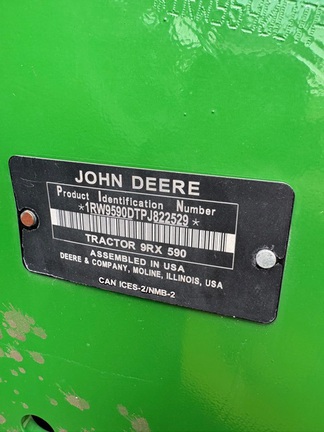 JOHN DEERE
Product Identification Number
*1RW9590DTPJ822529*
TRACTOR 9RX 590
ASSEMBLED IN USA
DEERE & COMPANY, MOLINE, ILLINOIS, USA
CAN ICES-2/NMB-2